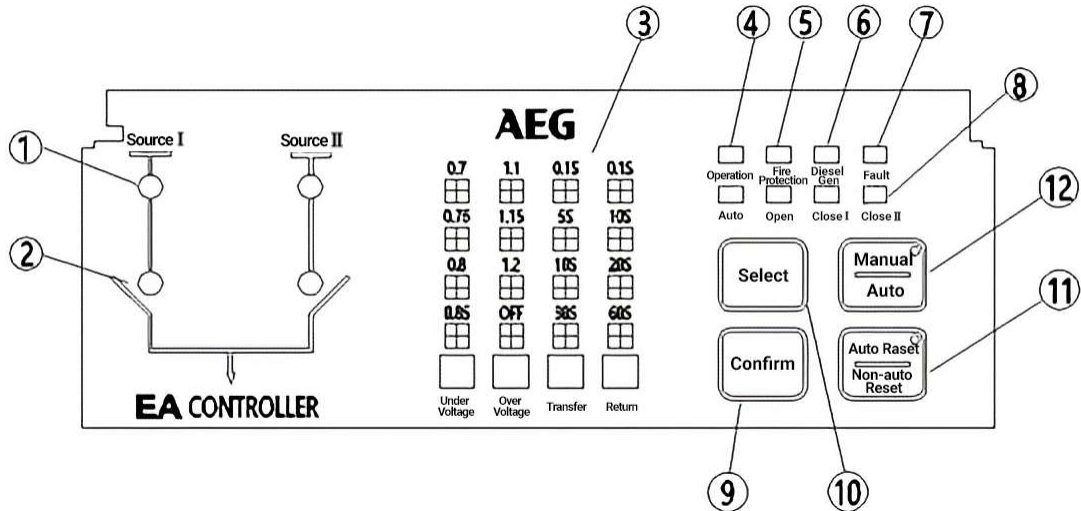 ④ ⑤ ⑥ ⑦
③
⑧
①
②
Source I
Source II
AEG
0.7 1.1 0.1S 0.1S
0.75 1.15 5S 10S
0.8 1.2 10S 20S
0.85 OFF 30S 60S
Under Voltage
Over Voltage
Transfer
Return
EA CONTROLLER
Operation
Fire Protection
Diesel Gen
Fault
Auto
Open
Close I
Close II
Select
Manual
Auto
Confirm
Auto Raset
Non-auto
Reset
⑫
⑪
⑨
⑩